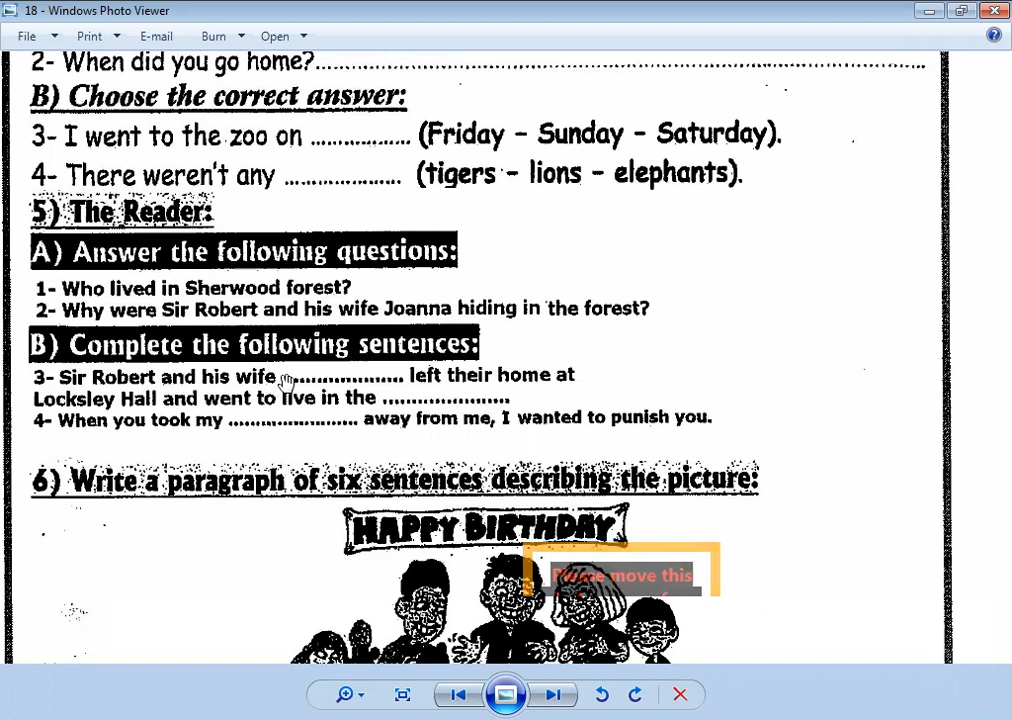 18 - Windows Photo Viewer
File Print E-mail Burn Open
2- When did you go home?
B) Choose the correct answer:
3- I went to the zoo on .................. (Friday - Sunday - Saturday).
4- There weren't any .................... (tigers - lions - elephants).
5) The Reader:
A) Answer the following questions:
1- Who lived in Sherwood forest?
2- Why were Sir Robert and his wife Joanna hiding in the forest?
B) Complete the following sentences:
3- Sir Robert and his wife .................... left their home at
Locksley Hall and went to live in the ......................
4- When you took my ...................... away from me, I wanted to punish you.
6) Write a paragraph of six sentences describing the picture:
HAPPY BIRTHDAY
Please move this